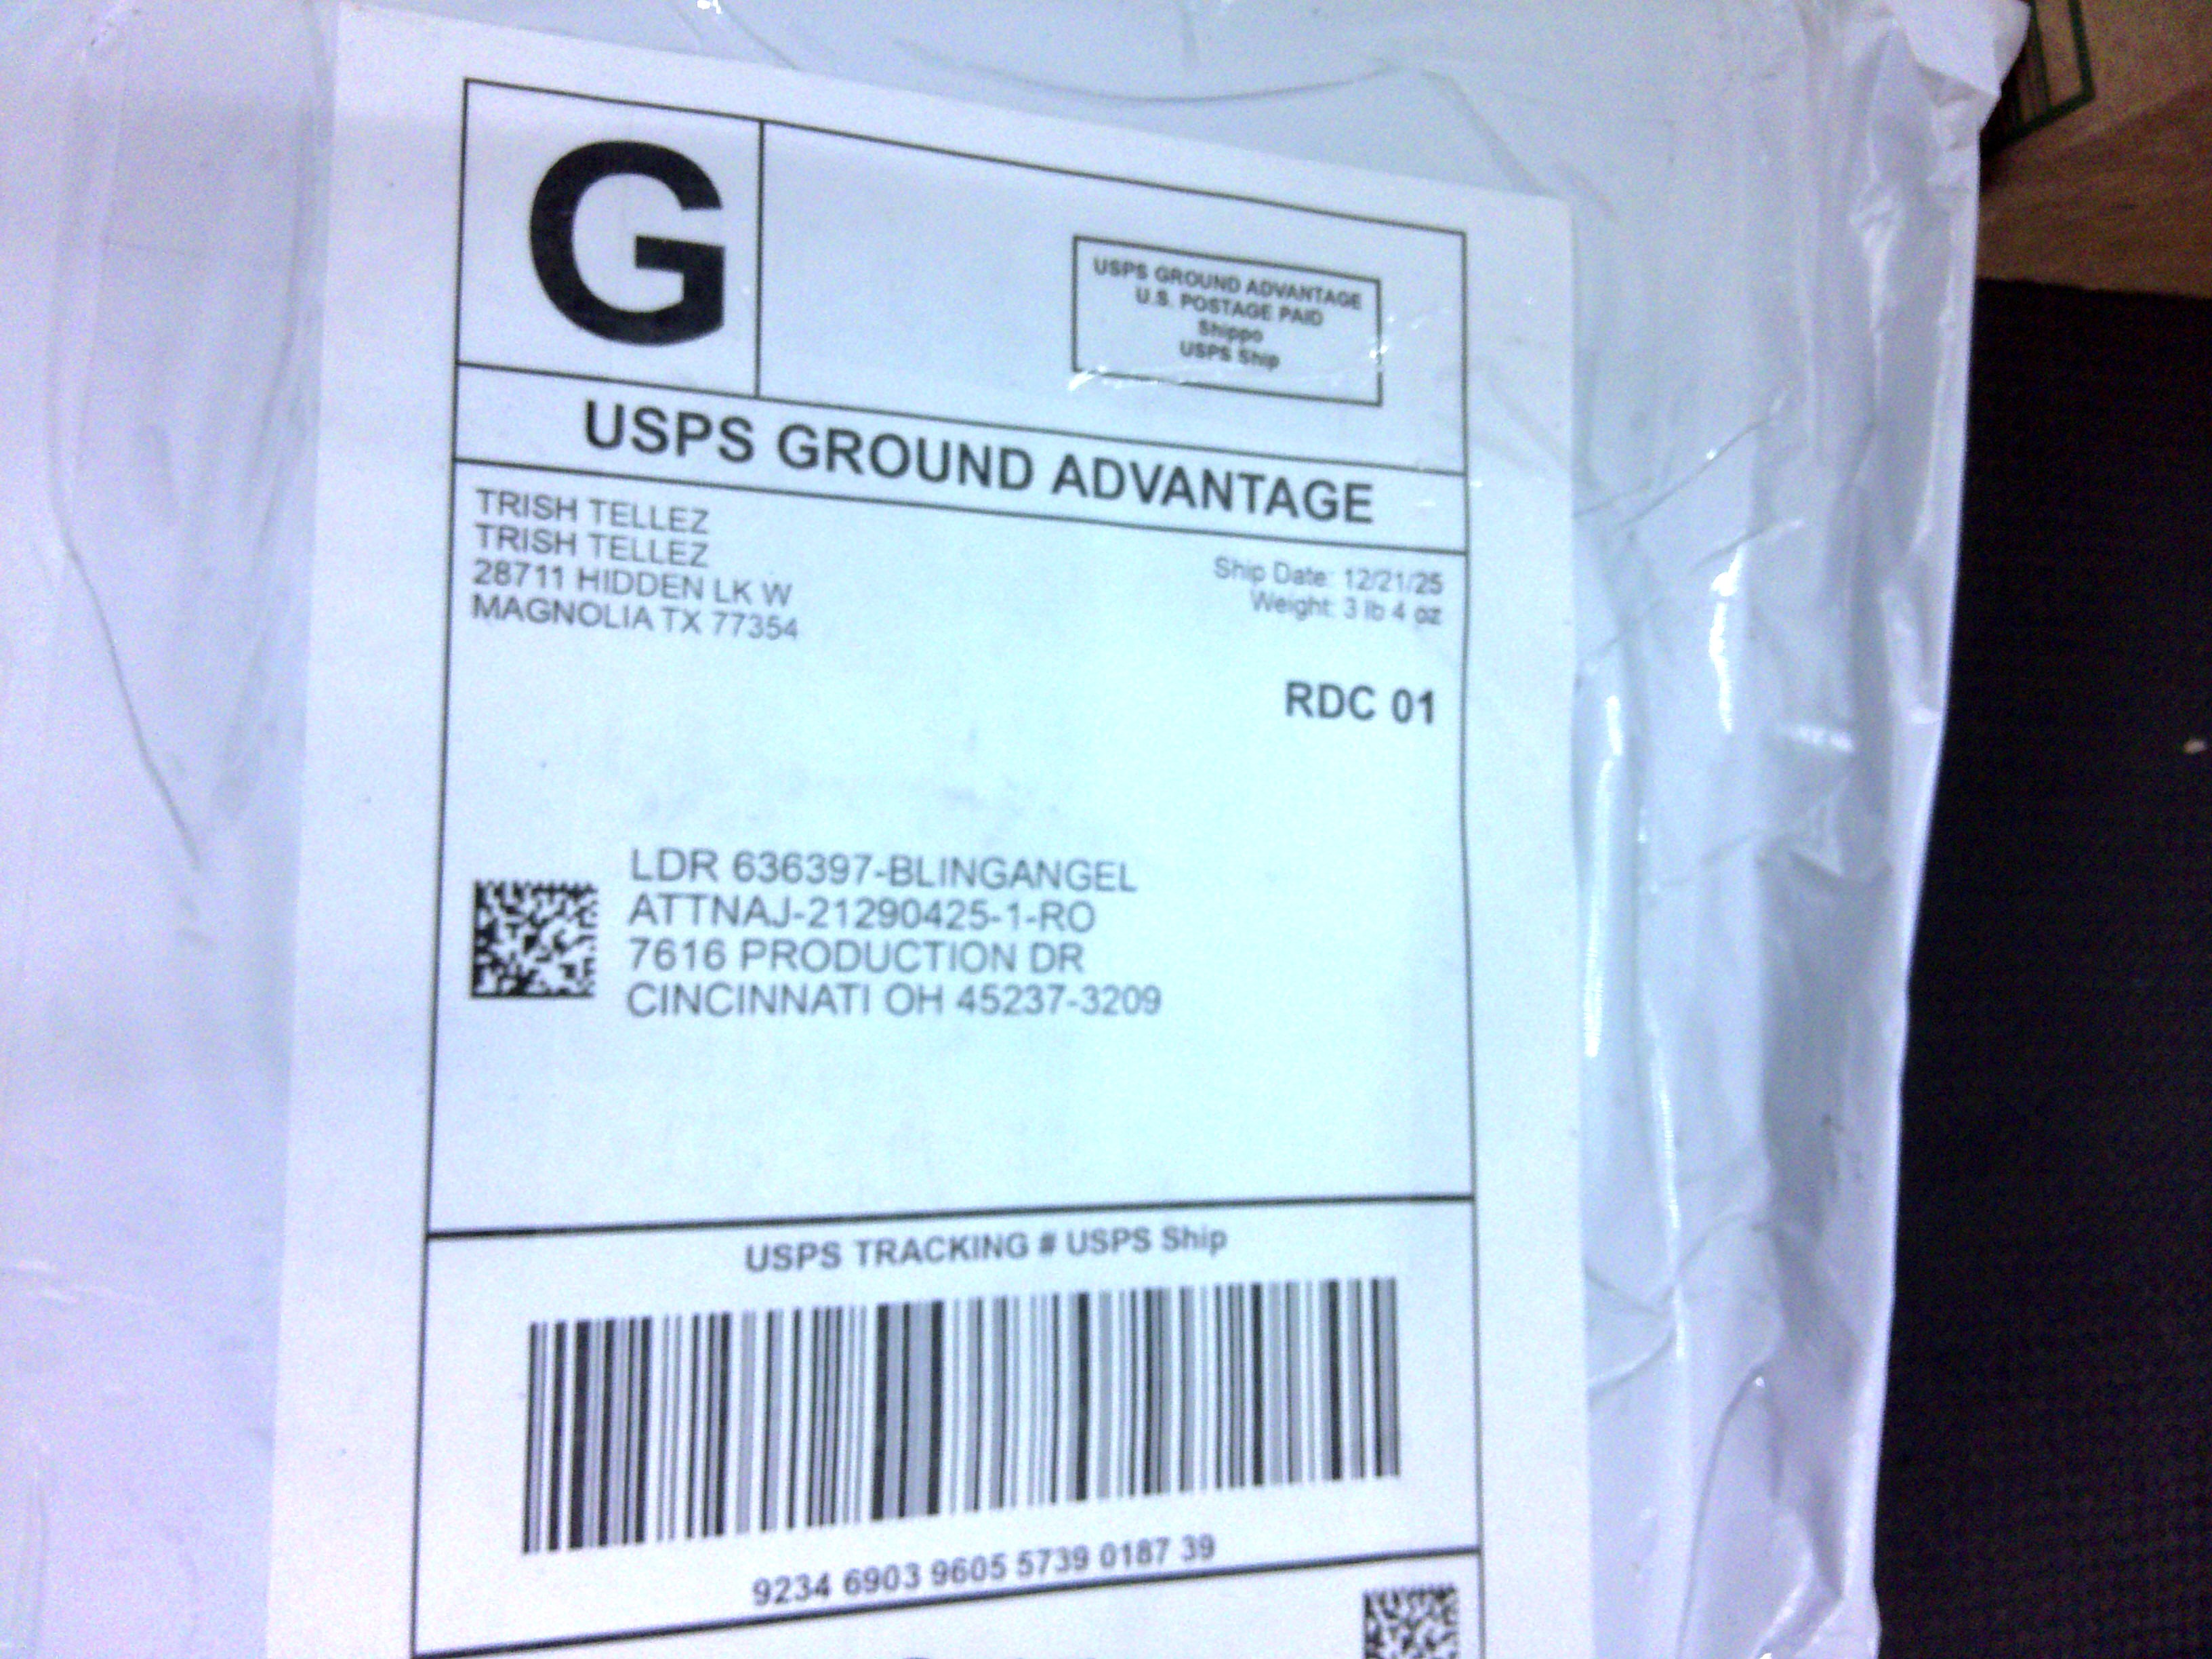 G
USPS GROUND ADVANTAGE
U.S. POSTAGE PAID
Shippo
USPS Ship
USPS GROUND ADVANTAGE
TRISH TELLEZ
TRISH TELLEZ
28711 HIDDEN LK W
MAGNOLIA TX 77354
Ship Date: 12/21/25
Weight: 3 lb 4 oz
RDC 01
LDR 636397-BLINGANGEL
ATTNAJ-21290425-1-RO
7616 PRODUCTION DR
CINCINNATI OH 45237-3209
USPS TRACKING # USPS Ship
9234 6903 9605 5739 0187 39